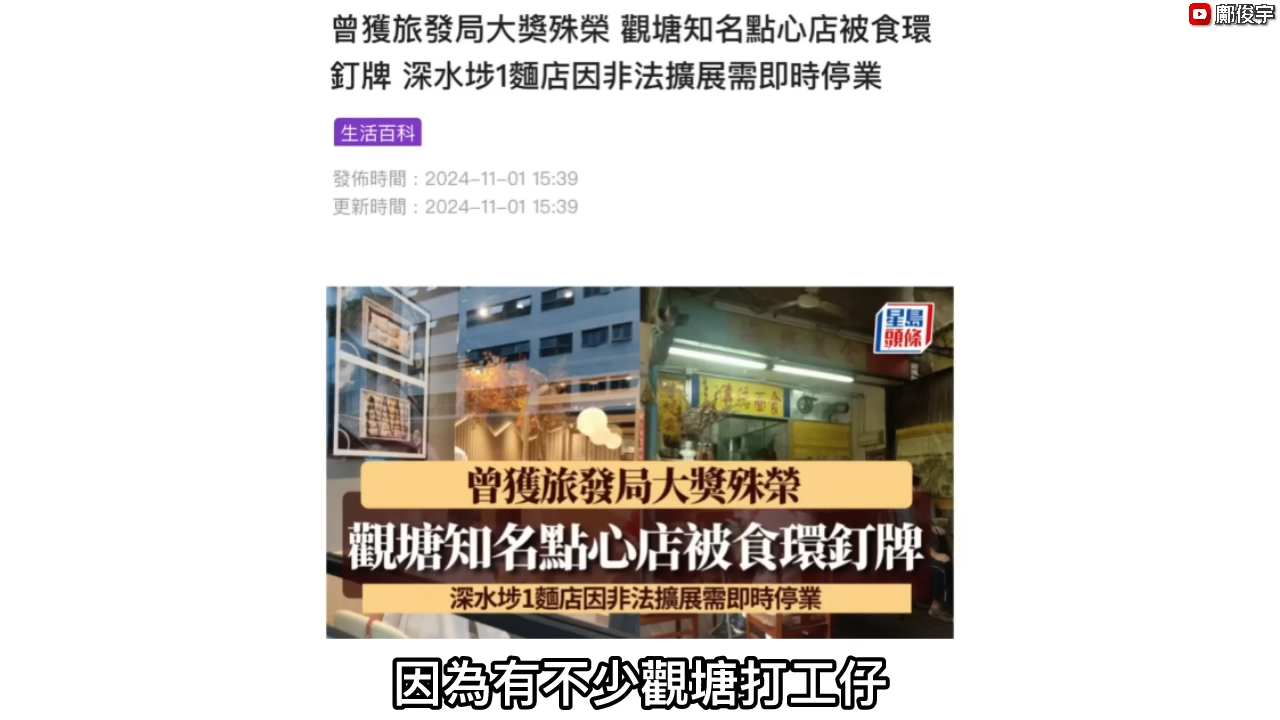 曾獲旅發局大獎殊榮 觀塘知名點心店被食環
鄺俊宇
釘牌 深水埗1麵店因非法擴展需即時停業
生活百科
發佈時間：2024-11-01 15:39
更新時間：2024-11-01 15:39
星島
頭條
曾獲旅發局大獎殊榮
觀塘知名點心店被食環釘牌
深水埗1麵店因非法擴展需即時停業
因為有不少觀塘打工仔